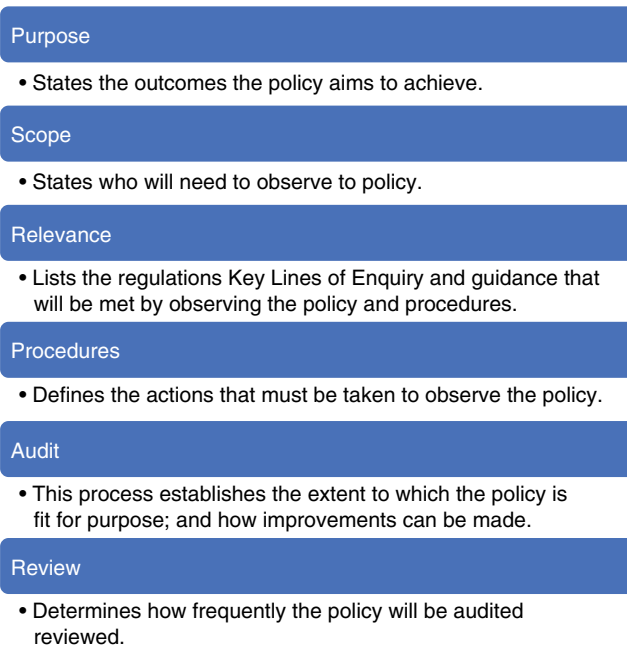 Purpose
• States the outcomes the policy aims to achieve.
Scope
• States who will need to observe to policy.
Relevance
• Lists the regulations Key Lines of Enquiry and guidance that
will be met by observing the policy and procedures.
Procedures
• Defines the actions that must be taken to observe the policy.
Audit
• This process establishes the extent to which the policy is
fit for purpose; and how improvements can be made.
Review
• Determines how frequently the policy will be audited
reviewed.